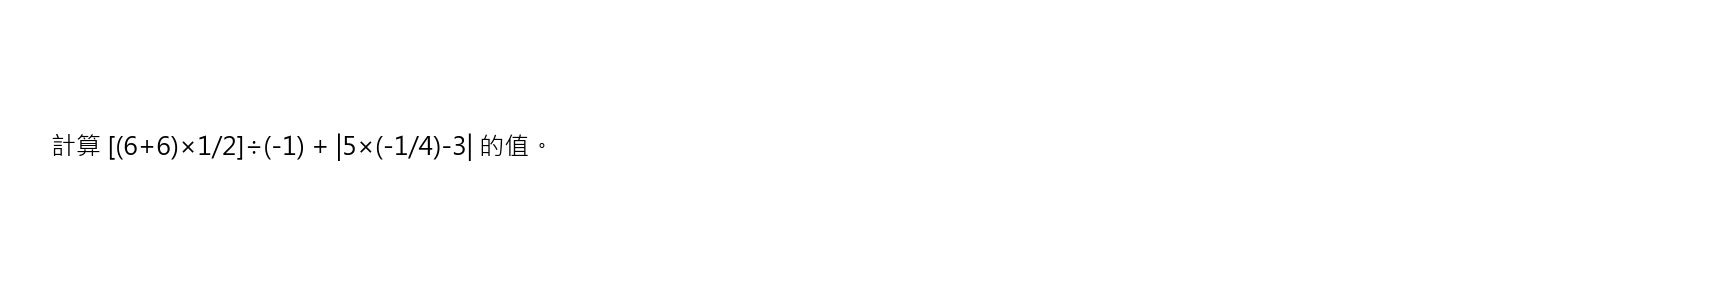 計算 [(6+6)×1/2]÷(-1) + |5×(-1/4)-3| 的值。